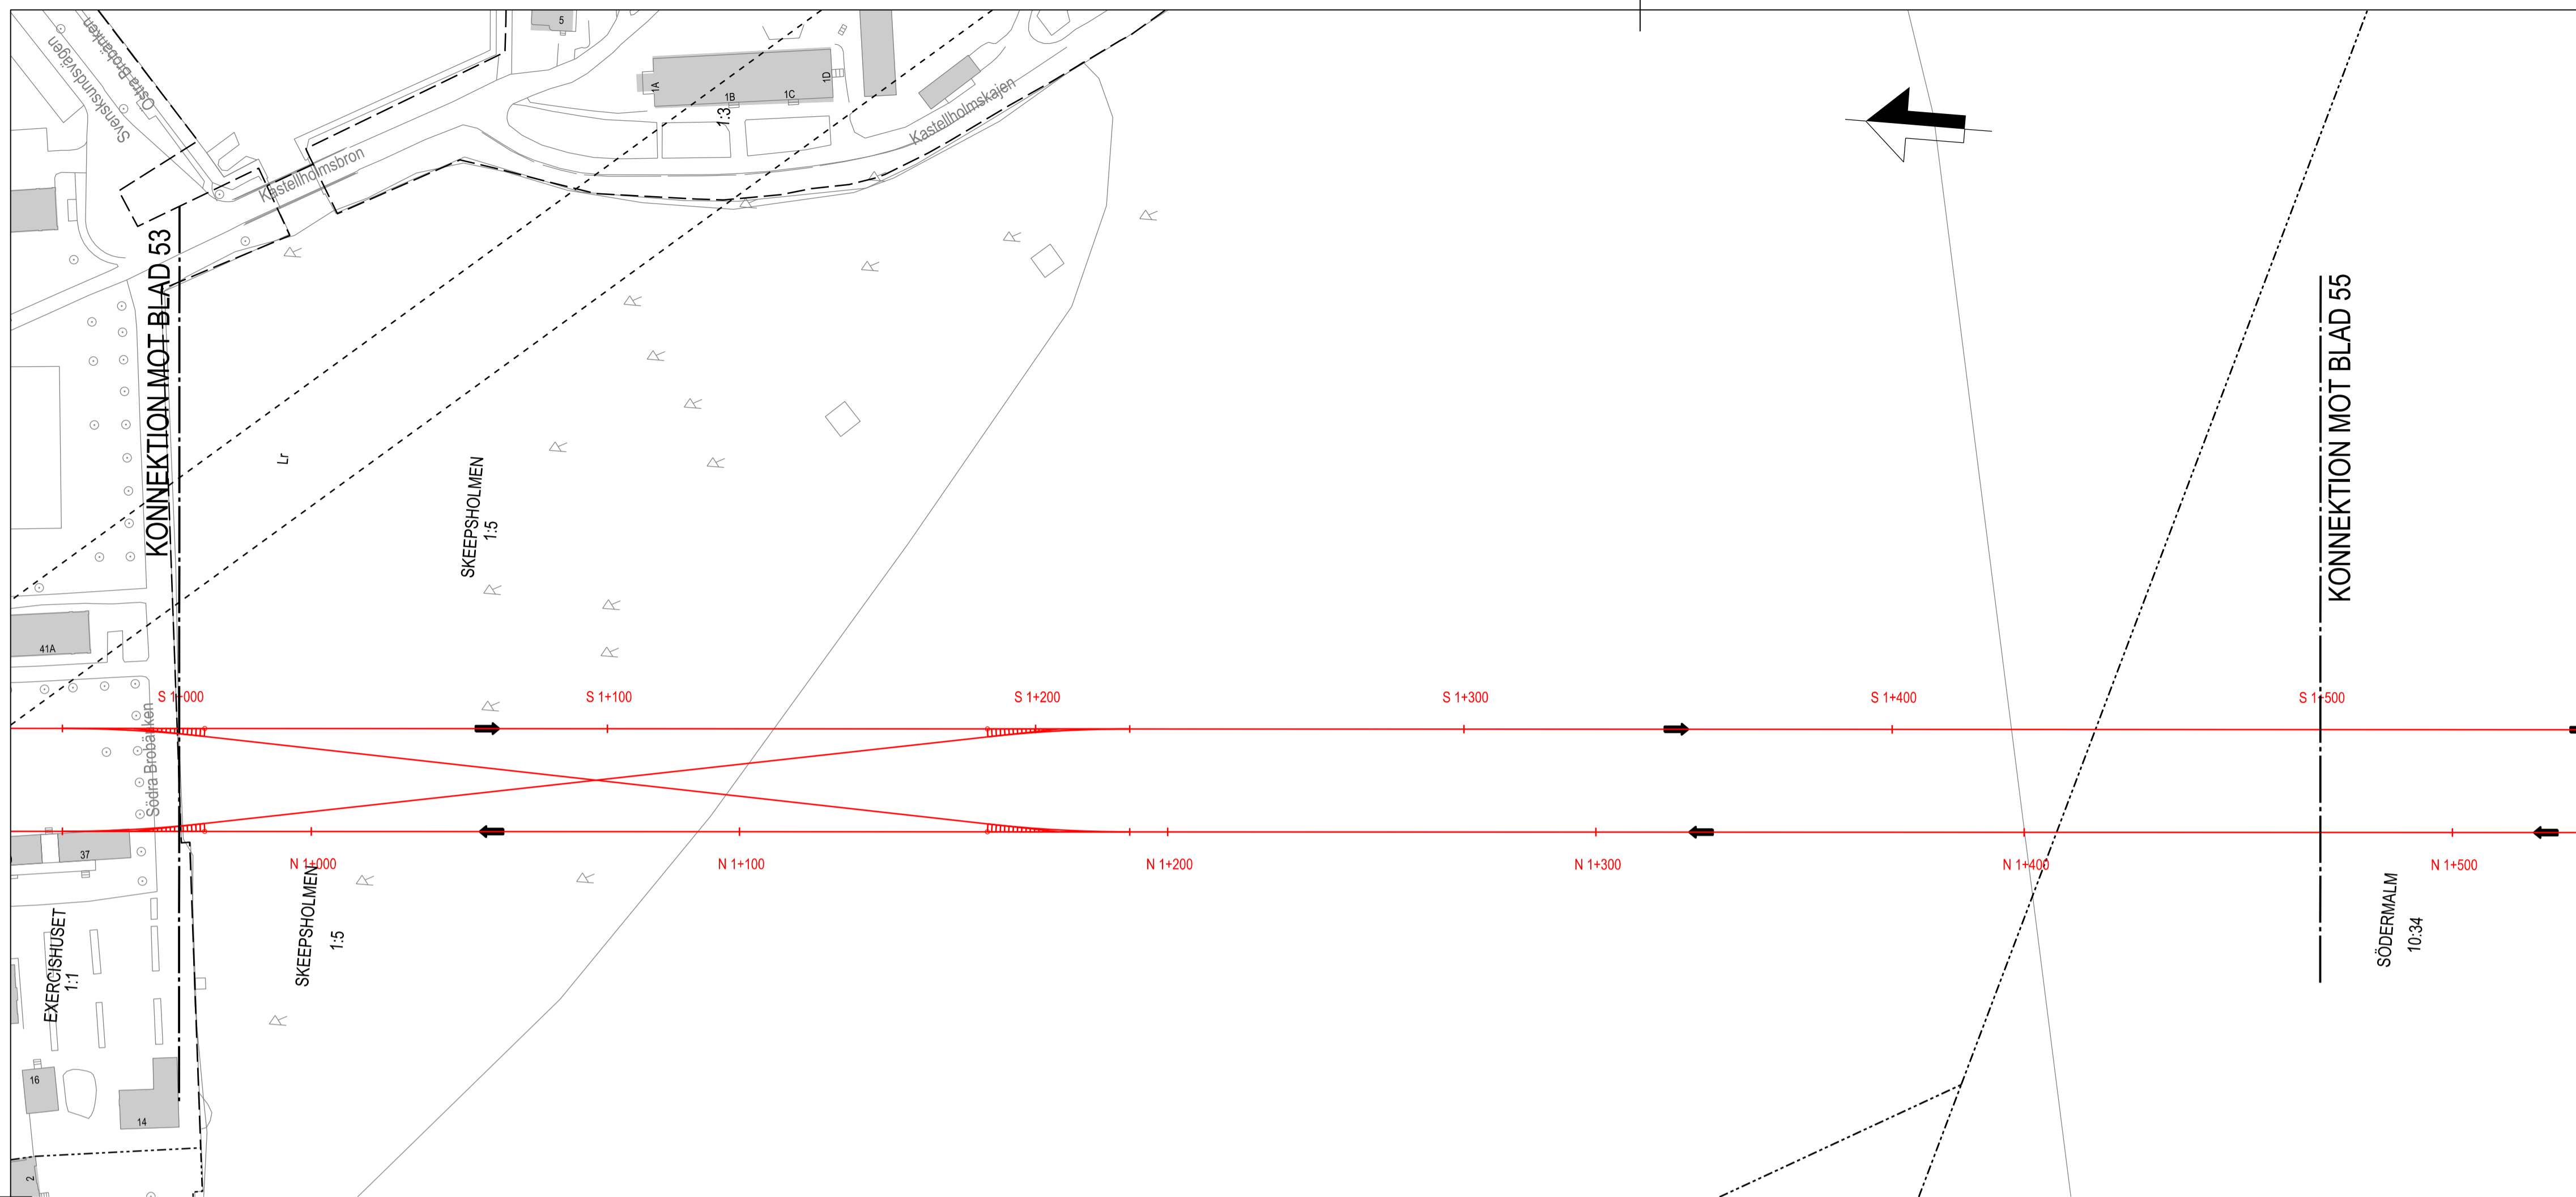 5
Östra Brobänken
Svensksundsvägen
1A
1B
1C
1D
1:3
Kastellholmskajen
Kastellholmsbron
KONNEKTION MOT BLAD 53
KONNEKTION MOT BLAD 55
Lr
SKEEPSHOLMEN
1:5
41A
S 1+000
S 1+100
S 1+200
S 1+300
S 1+400
S 1+500
Södra Brobänken
37
N 1+000
N 1+100
N 1+200
N 1+300
N 1+400
N 1+500
SKEEPSHOLMEN
1:5
EXERCISHUSET
1:1
SÖDERMALM
10:34
16
14
2